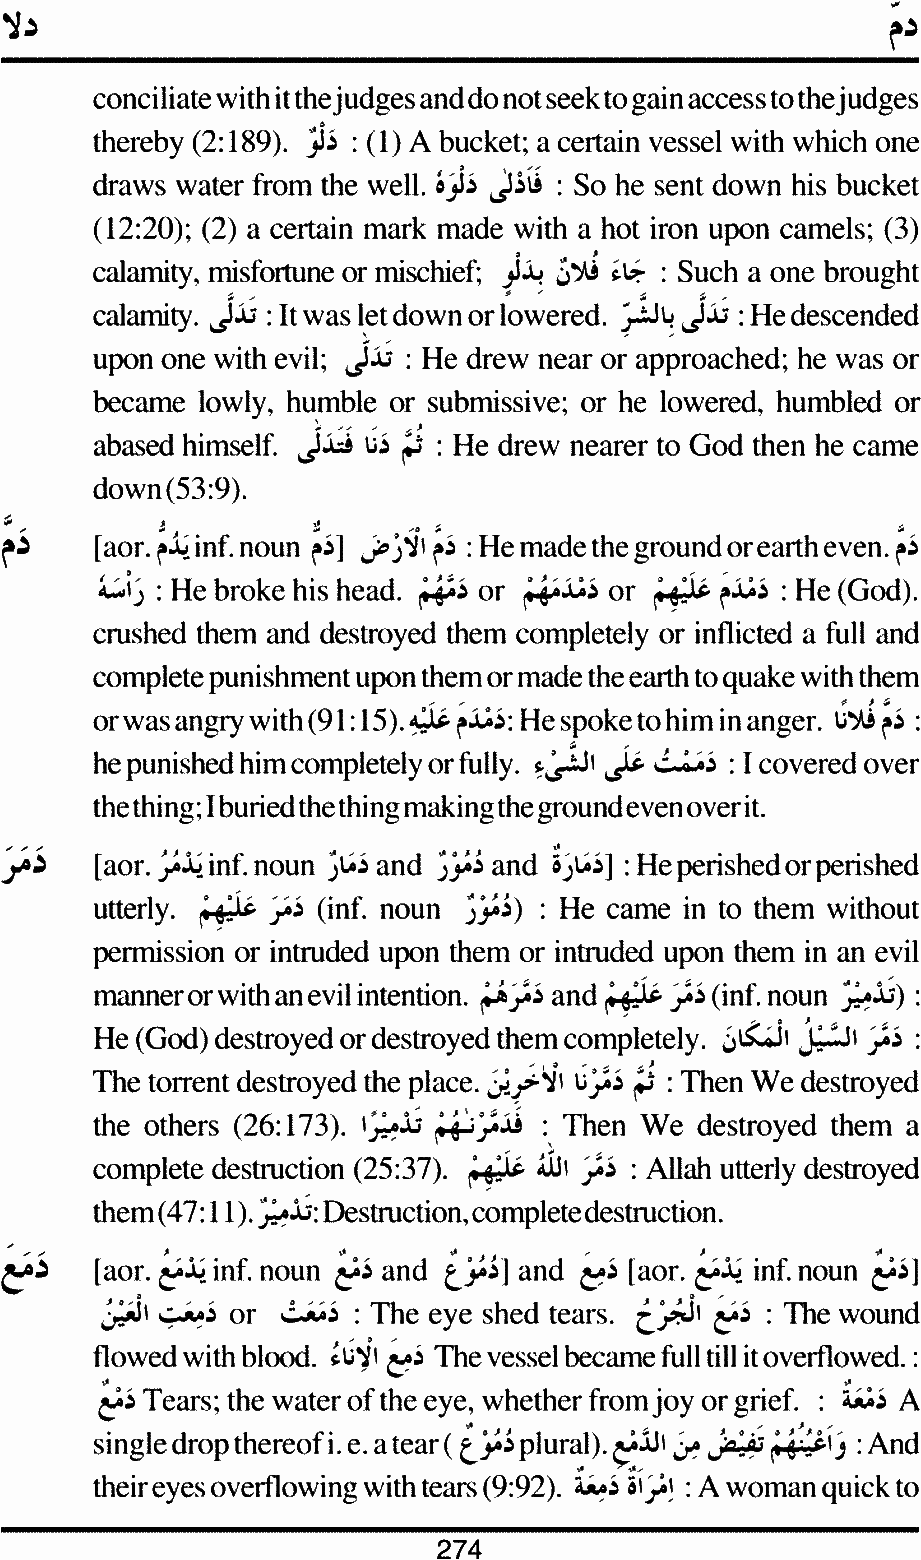 دلا دمّ
conciliate with it the judges and do not seek to gain access to the judges
thereby (2:189). دَلْوٌ : (1) A bucket; a certain vessel with which one
draws water from the well. فَاَدْلٰى دَلْوَهٗ : So he sent down his bucket
(12:20); (2) a certain mark made with a hot iron upon camels; (3)
calamity, misfortune or mischief; جَاءَ فُلَانٌ بِدَلْوٍ : Such a one brought
calamity. تَدَلّٰى : It was let down or lowered. تَدَلّٰى بِالشَّرِّ : He descended
upon one with evil; تَدَلّٰى : He drew near or approached; he was or
became lowly, humble or submissive; or he lowered, humbled or
abased himself. ثُمَّ دَنَا فَتَدَلّٰى : He drew nearer to God then he came
down (53:9).
دَمَّ [aor. يَدُمُّ inf. noun دَمٌّ] دَمَّ الْاَرْضَ : He made the ground or earth even. دَمَّ
رَأْسَهٗ : He broke his head. دَمَّهُمْ or دَمْدَمَهُمْ or دَمْدَمَ عَلَيْهِمْ : He (God).
crushed them and destroyed them completely or inflicted a full and
complete punishment upon them or made the earth to quake with them
or was angry with (91:15). دَمْدَمَ عَلَيْهِ: He spoke to him in anger. دَمَّ فُلَانًا :
he punished him completely or fully. دَمَمْتُ عَلَى الشَّيْءِ : I covered over
the thing; I buried the thing making the ground even over it.
دَمَرَ [aor. يَدْمُرُ inf. noun دَمَارٌ and دُمُوْرٌ and دَمَارَةٌ] : He perished or perished
utterly. دَمَرَ عَلَيْهِمْ (inf. noun دُمُوْرٌ) : He came in to them without
permission or intruded upon them or intruded upon them in an evil
manner or with an evil intention. دَمَّرَهُمْ and دَمَّرَ عَلَيْهِمْ (inf. noun تَدْمِيْرٌ) :
He (God) destroyed or destroyed them completely. دَمَّرَ السَّيْلُ الْمَكَانَ :
The torrent destroyed the place. ثُمَّ دَمَّرْنَا الْاٰخَرِيْنَ : Then We destroyed
the others (26:173). فَدَمَّرْنٰهُمْ تَدْمِيْرًا : Then We destroyed them a
complete destruction (25:37). دَمَّرَ اللّٰهُ عَلَيْهِمْ : Allah utterly destroyed
them (47:11). تَدْمِيْرٌ: Destruction, complete destruction.
دَمَعَ [aor. يَدْمَعُ inf. noun دَمْعٌ and دُمُوْعٌ] and دَمِعَ [aor. يَدْمَعُ inf. noun دَمْعٌ]
دَمِعَتِ الْعَيْنُ or دَمَعَتْ : The eye shed tears. دَمَعَ الْجُرْحُ : The wound
flowed with blood. دَمِعَ الْاِنَاءُ The vessel became full till it overflowed. :
دَمْعٌ Tears; the water of the eye, whether from joy or grief. : دَمْعَةٌ A
single drop thereof i. e. a tear ( دُمُوْعٌ plural). وَاَعْيُنُهُمْ تَفِيْضُ مِنَ الدَّمْعِ : And
their eyes overflowing with tears (9:92). اِمْرَاَةٌ دَمِعَةٌ : A woman quick to
274